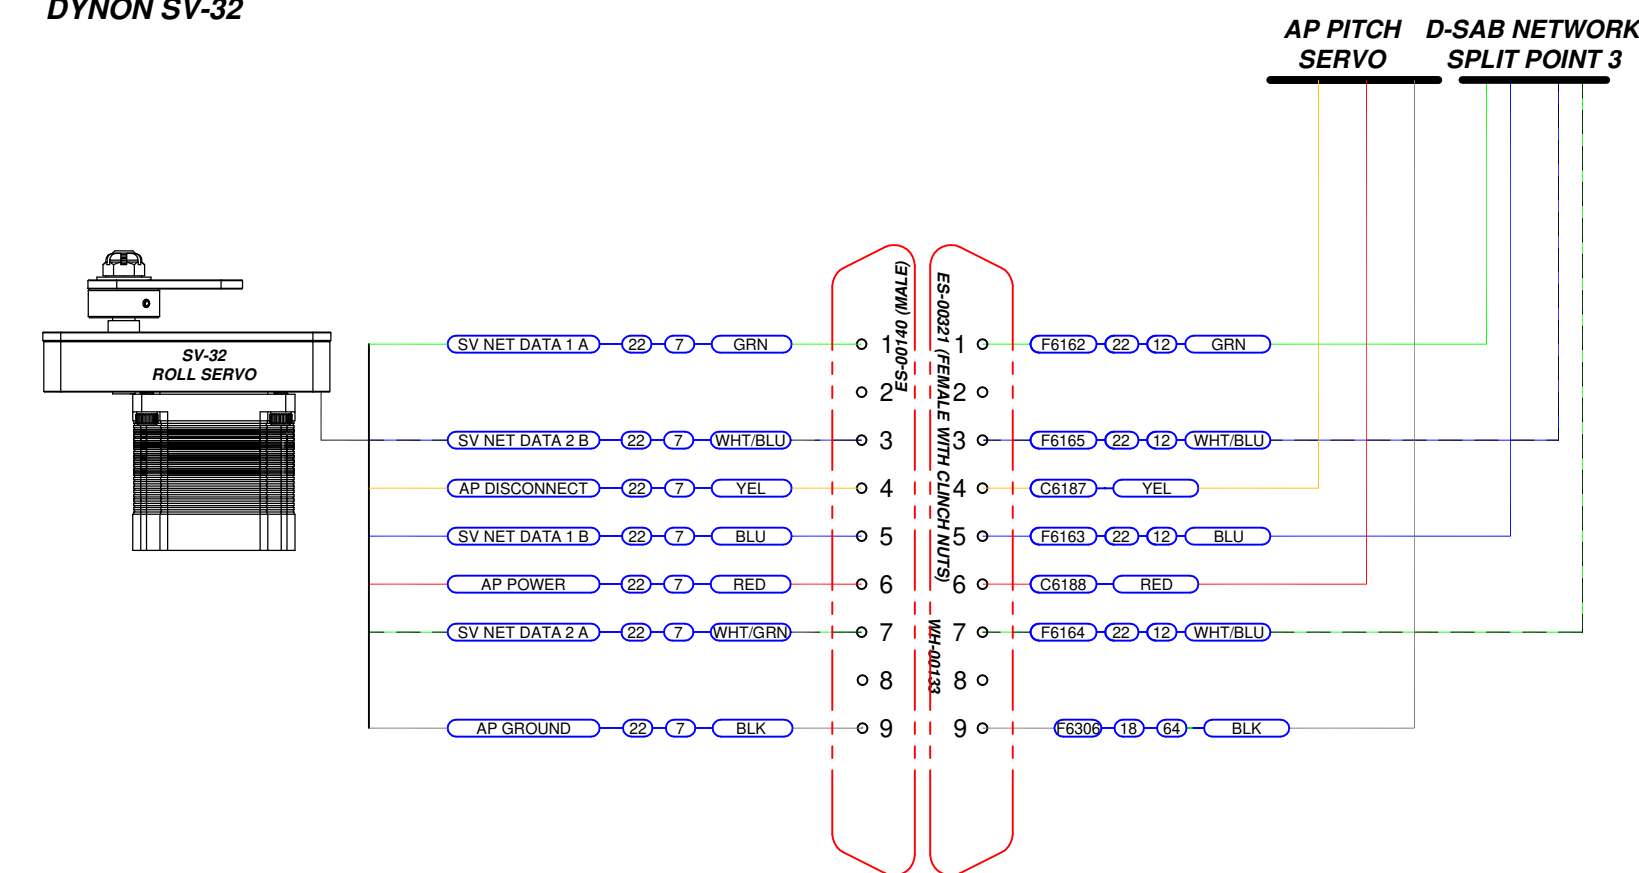 DYNON SV-32
AP PITCH SERVO
D-SAB NETWORK SPLIT POINT 3
SV-32
ROLL SERVO
ES-00140 (MALE)
ES-00321 (FEMALE WITH CLINCH NUTS)
WH-00133
SV NET DATA 1 A 22 7 GRN 1 1 F6162 22 12 GRN
2 2
SV NET DATA 2 B 22 7 WHT/BLU 3 3 F6165 22 12 WHT/BLU
AP DISCONNECT 22 7 YEL 4 4 C6187 YEL
SV NET DATA 1 B 22 7 BLU 5 5 F6163 22 12 BLU
AP POWER 22 7 RED 6 6 C6188 RED
SV NET DATA 2 A 22 7 WHT/GRN 7 7 F6164 22 12 WHT/BLU
8 8
AP GROUND 22 7 BLK 9 9 F6306 18 64 BLK